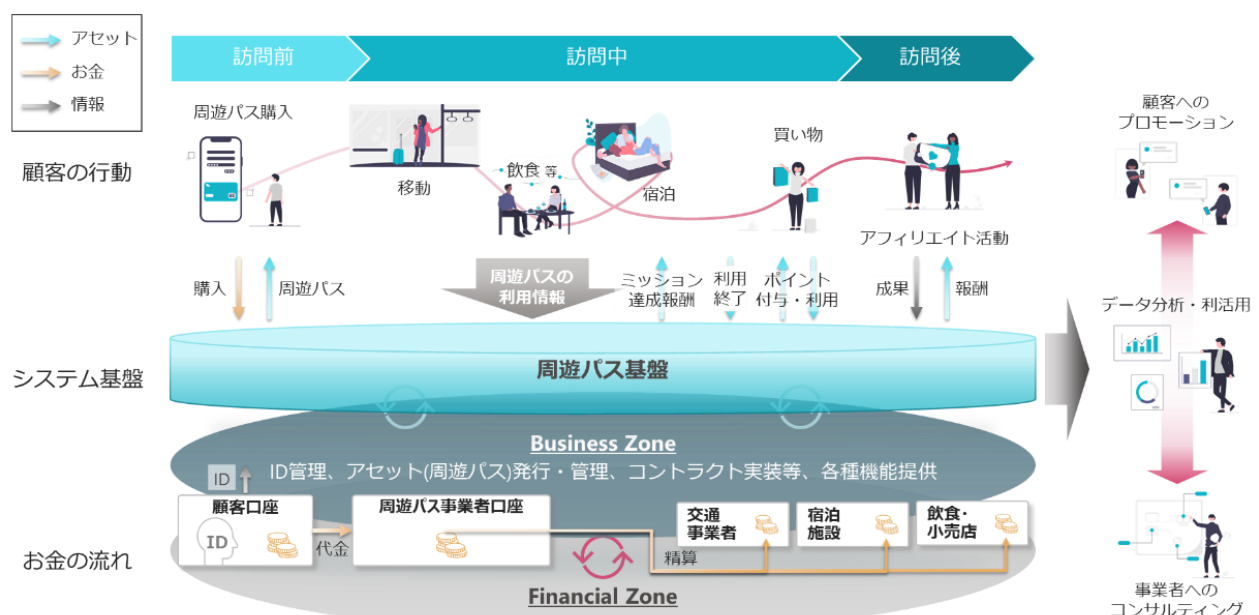 アセット
お金
情報
訪問前
訪問中
訪問後
顧客の行動
周遊パス購入
移動
飲食 等
宿泊
買い物
アフィリエイト活動
購入
周遊パス
周遊パスの
利用情報
ミッション
達成報酬
利用
終了
ポイント
付与・利用
成果
報酬
システム基盤
周遊パス基盤
Business Zone
ID管理、アセット(周遊パス)発行・管理、コントラクト実装等、各種機能提供
ID
お金の流れ
顧客口座
ID
代金
周遊パス事業者口座
精算
交通
事業者
宿泊
施設
飲食・
小売店
Financial Zone
顧客への
プロモーション
データ分析・利活用
事業者への
コンサルティング